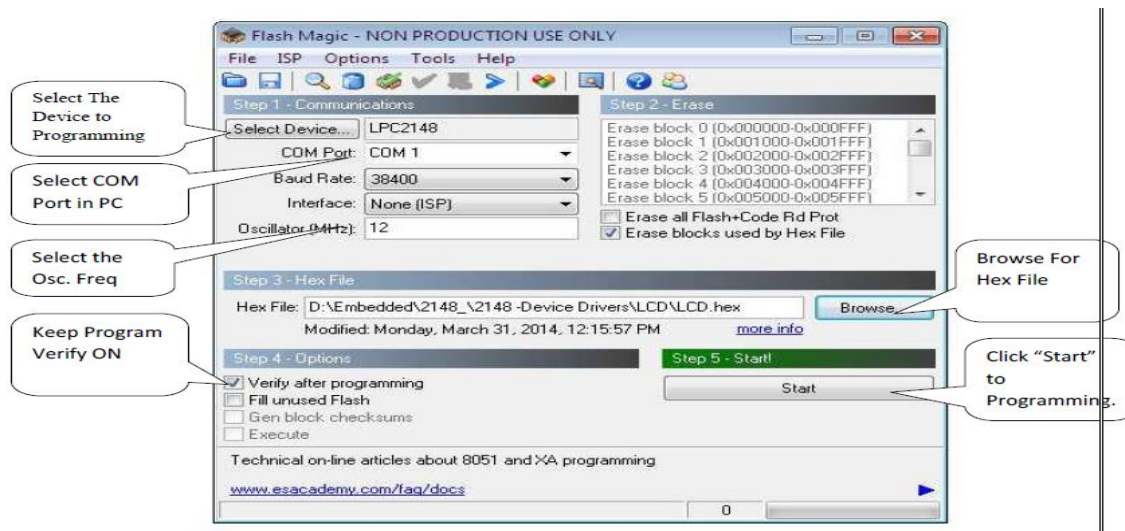 Flash Magic - NON PRODUCTION USE ONLY
File ISP Options Tools Help
Select The
Device to
Programming
Select COM
Port in PC
Select the
Osc. Freq
Keep Program
Verify ON
Step 1 - Communications
Select Device... LPC2148
COM Port: COM 1
Baud Rate: 38400
Interface: None (ISP)
Oscillator (MHz): 12
Step 2 - Erase
Erase block 0 (0x000000-0x000FFF)
Erase block 1 (0x001000-0x001FFF)
Erase block 2 (0x002000-0x002FFF)
Erase block 3 (0x003000-0x003FFF)
Erase block 4 (0x004000-0x004FFF)
Erase block 5 (0x005000-0x005FFF)
Erase all Flash+Code Rd Prot
Erase blocks used by Hex File
Step 3 - Hex File
Hex File: D:\Embedded\2148_\2148 -Device Drivers\LCD\LCD.hex Browse
Modified: Monday, March 31, 2014, 12:15:57 PM more info
Browse For
Hex File
Step 4 - Options
Verify after programming
Fill unused Flash
Gen block checksums
Execute
Step 5 - Start!
Start
Click “Start”
to
Programming.
Technical on-line articles about 8051 and XA programming
www.esacademy.com/faq/docs
0